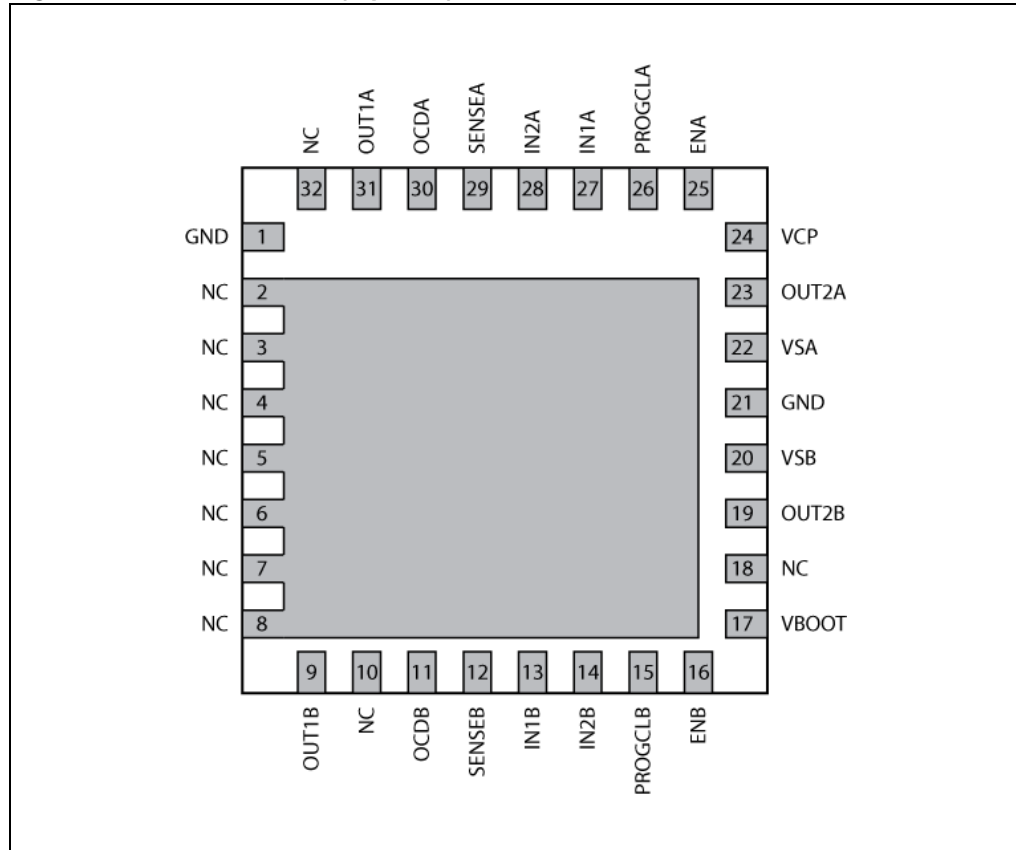 NC
OUT1A
OCDA
SENSEA
IN2A
IN1A
PROGCLA
ENA
32
31
30
29
28
27
26
25
GND 1
24 VCP
NC 2
23 OUT2A
NC 3
22 VSA
NC 4
21 GND
NC 5
20 VSB
NC 6
19 OUT2B
NC 7
18 NC
NC 8
17 VBOOT
9
10
11
12
13
14
15
16
OUT1B
NC
OCDB
SENSEB
IN1B
IN2B
PROGCLB
ENB